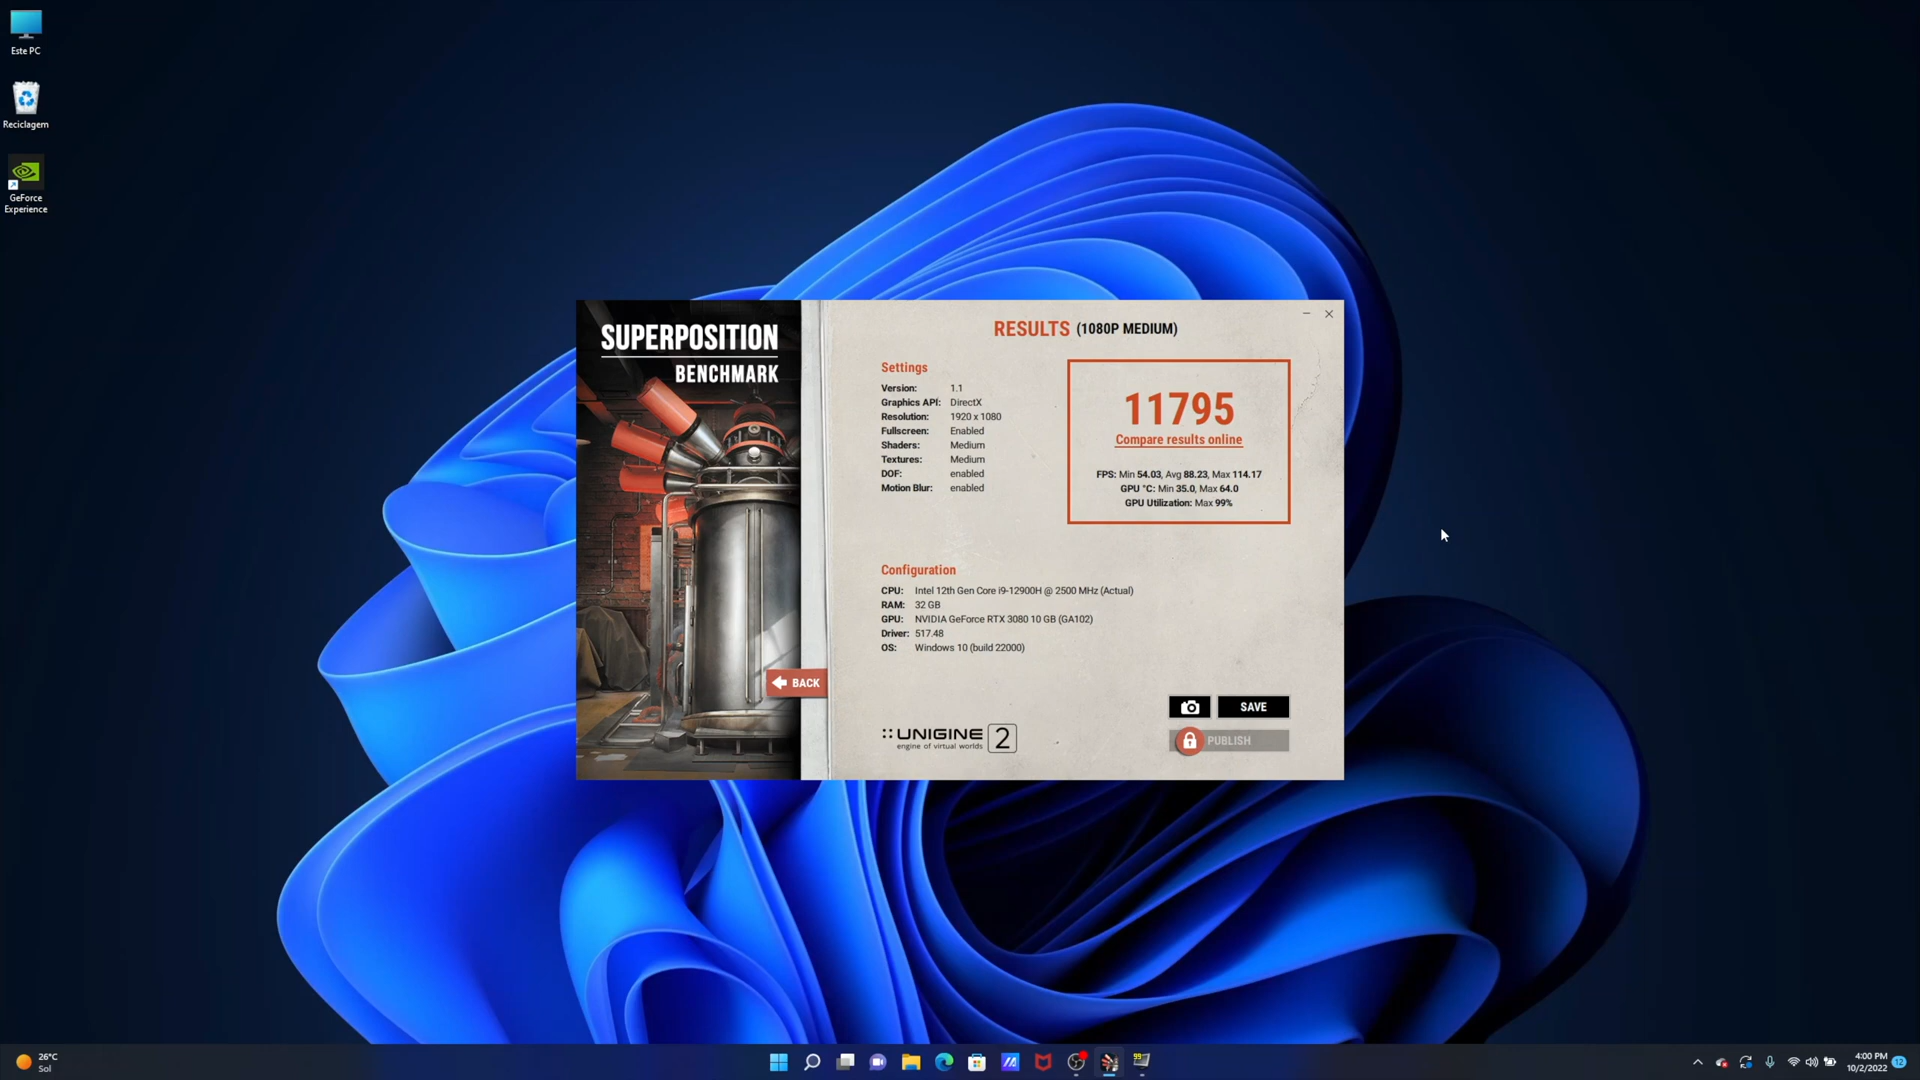 Este PC
Reciclagem
GeForce
Experience
SUPERPOSITION
BENCHMARK
RESULTS (1080P MEDIUM)
Settings
Version: 1.1
Graphics API: DirectX
Resolution: 1920 x 1080
Fullscreen: Enabled
Shaders: Medium
Textures: Medium
DOF: enabled
Motion Blur: enabled
11795
Compare results online
FPS: Min 54.03, Avg 88.23, Max 114.17
GPU °C: Min 35.0, Max 64.0
GPU Utilization: Max 99%
Configuration
CPU: Intel 12th Gen Core i9-12900H @ 2500 MHz (Actual)
RAM: 32 GB
GPU: NVIDIA GeForce RTX 3080 10 GB (GA102)
Driver: 517.48
OS: Windows 10 (build 22000)
BACK
SAVE
PUBLISH
UNIGINE 2
engine of virtual worlds
26°C
Sol
99
4:00 PM
10/2/2022
12